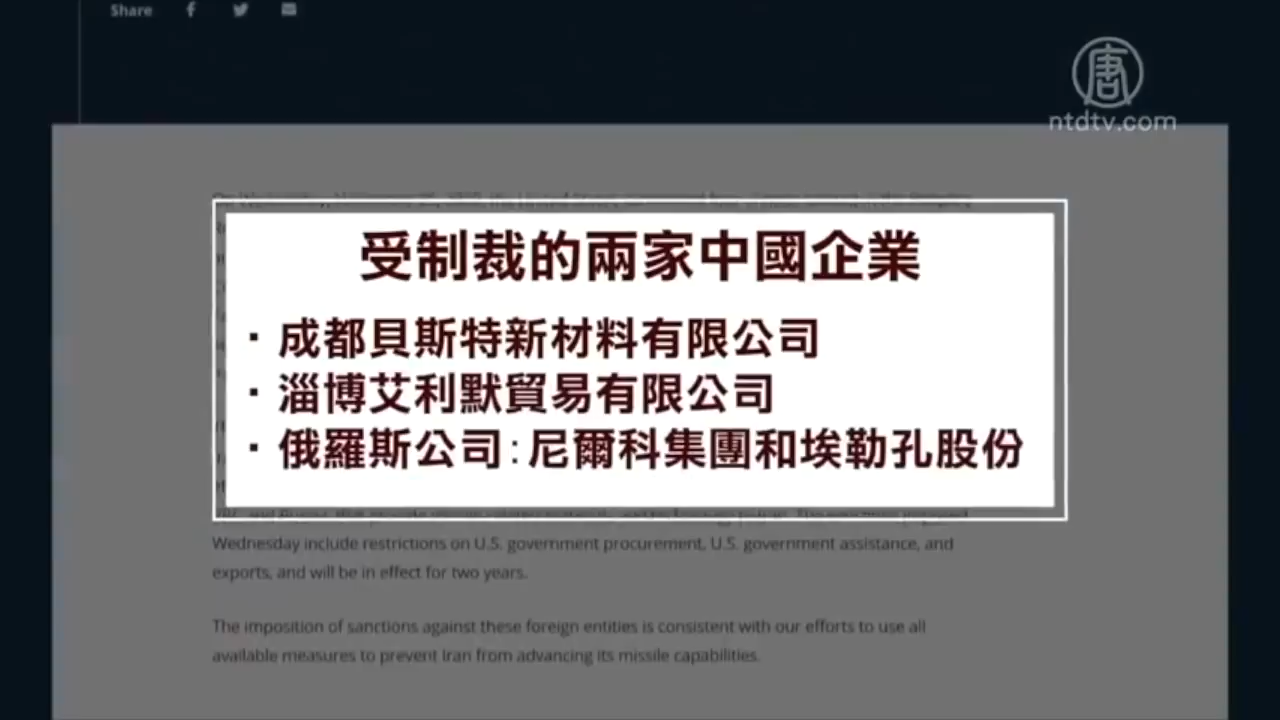 Share
唐
ntdtv.com
受制裁的兩家中國企業
· 成都貝斯特新材料有限公司
· 淄博艾利默貿易有限公司
· 俄羅斯公司:尼爾科集團和埃勒孔股份
Wednesday include restrictions on U.S. government procurement, U.S. government assistance, and
exports, and will be in effect for two years.
The imposition of sanctions against these foreign entities is consistent with our efforts to use all
available measures to prevent Iran from advancing its missile capabilities.